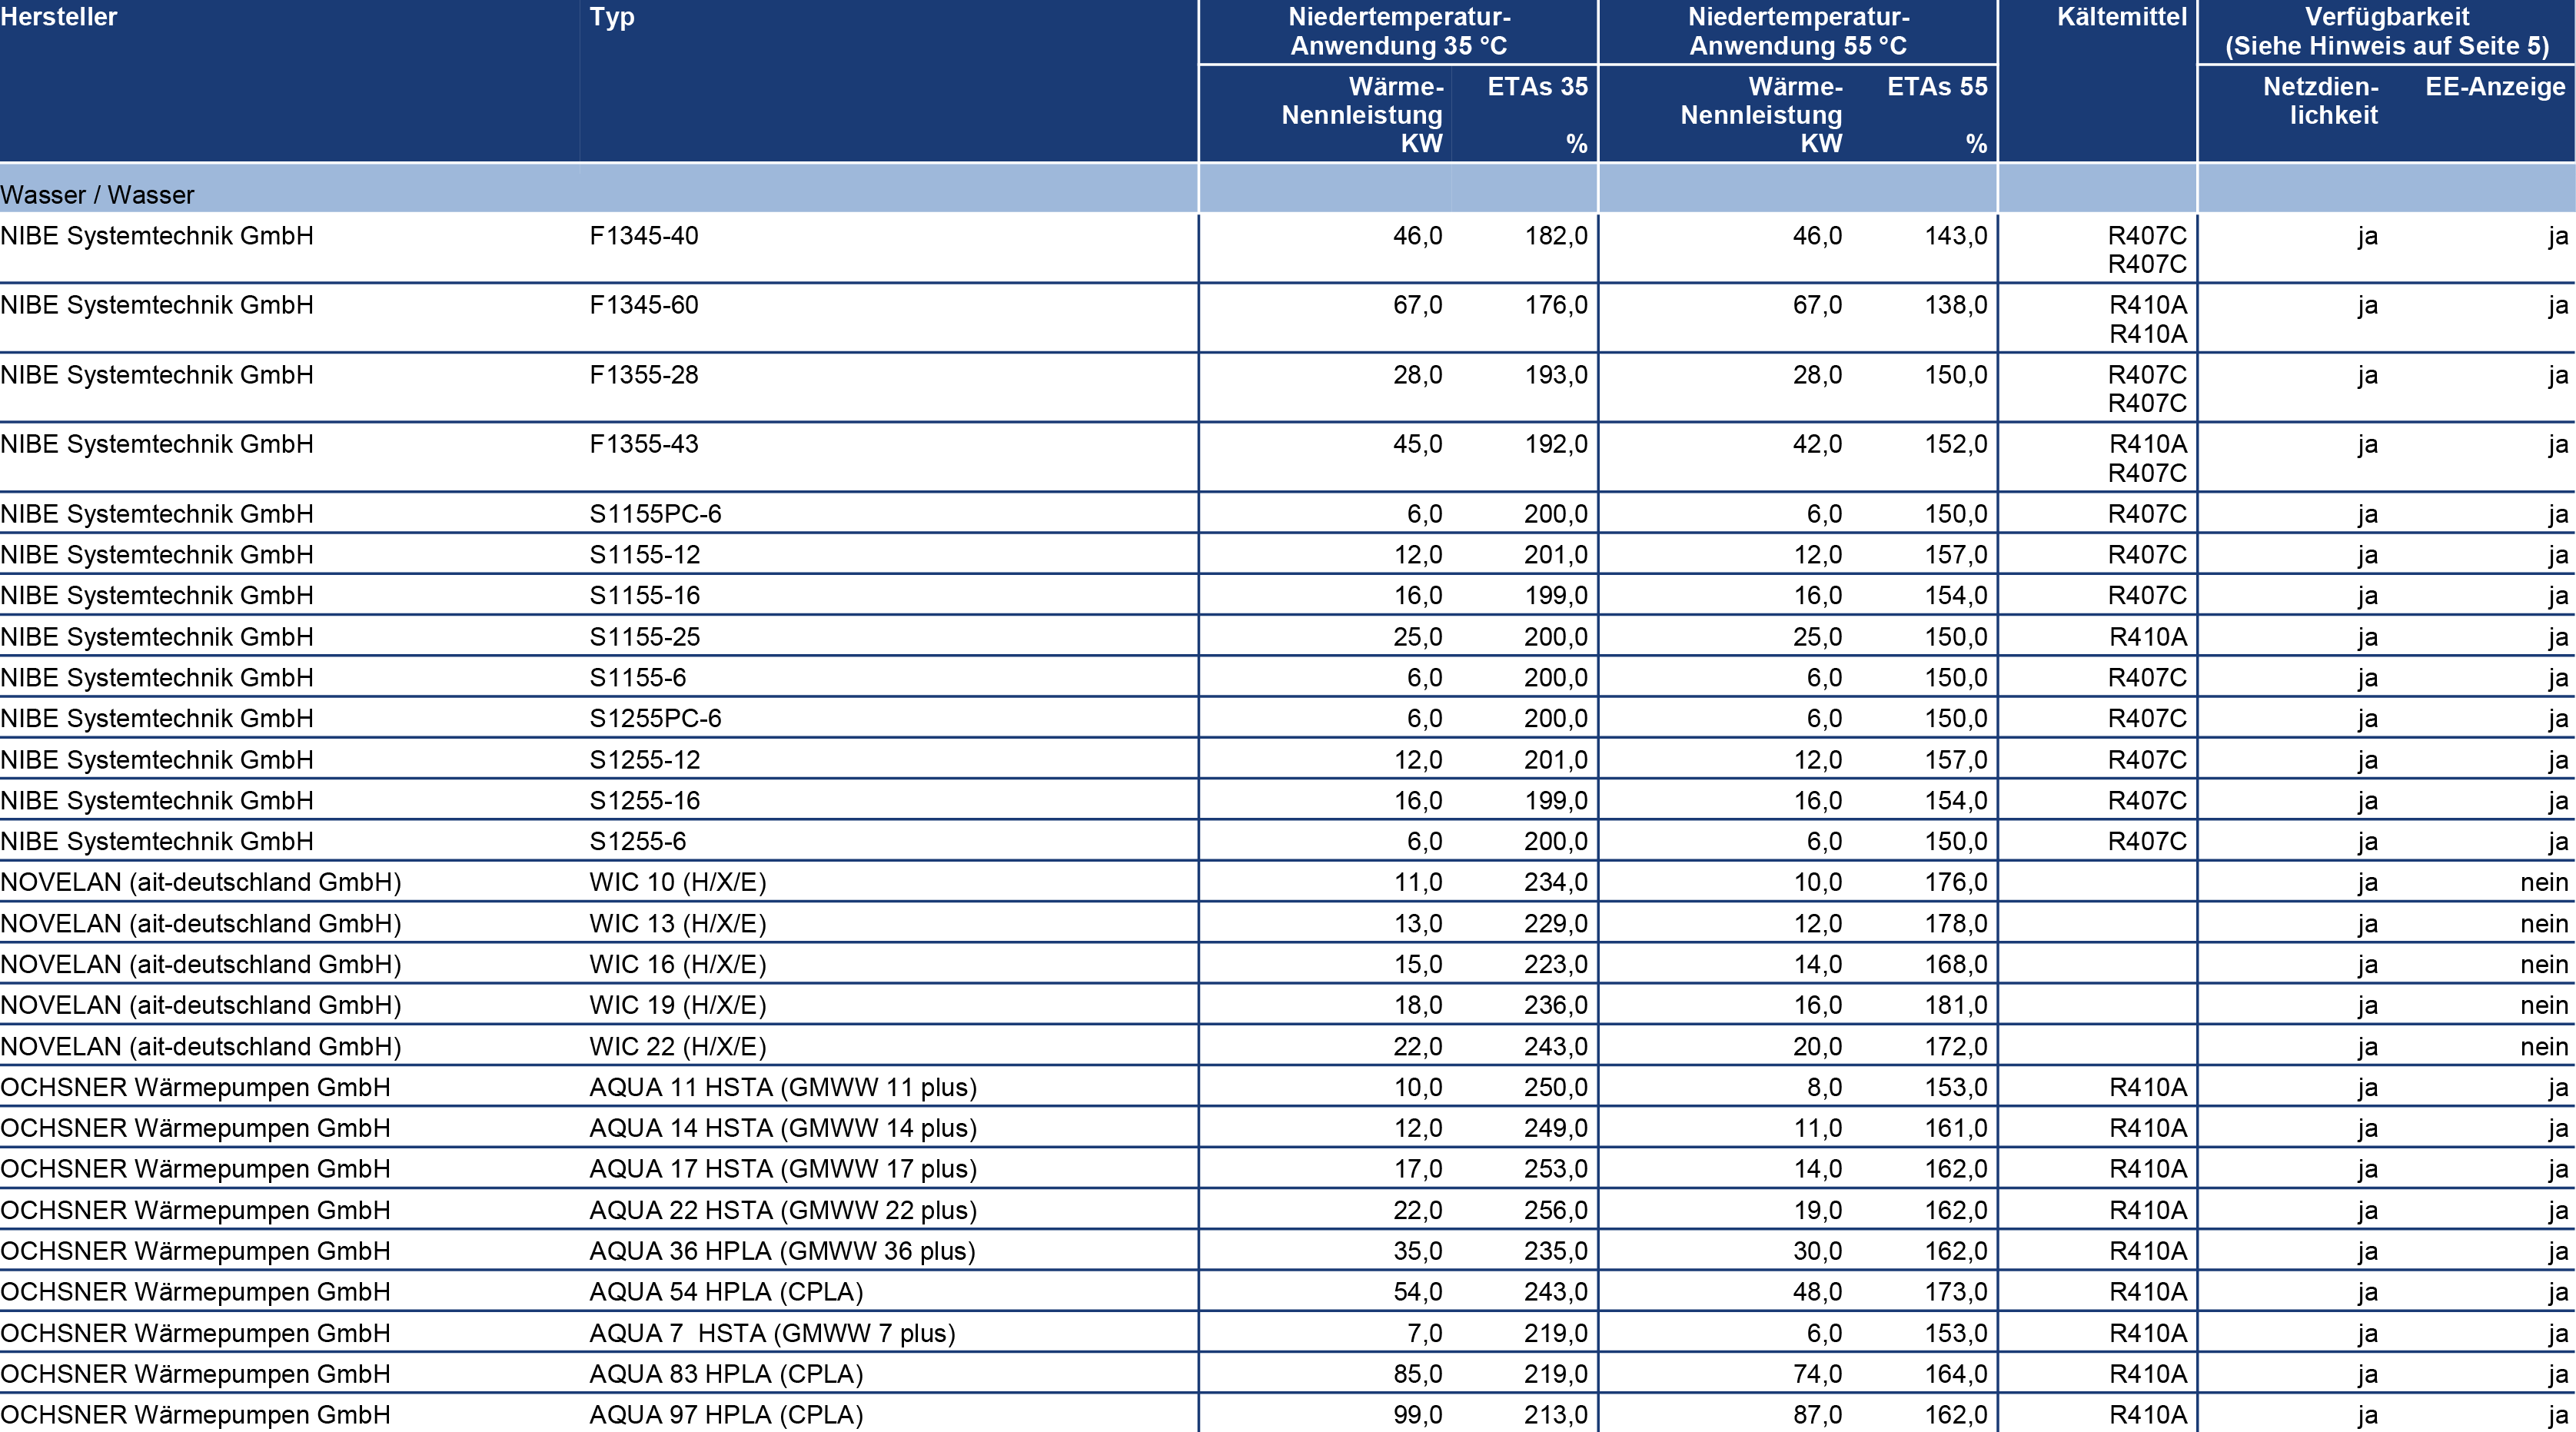 Hersteller Typ Niedertemperatur- Niedertemperatur- Kältemittel Verfügbarkeit
Anwendung 35 °C Anwendung 55 °C (Siehe Hinweis auf Seite 5)
Wärme- ETAs 35 Wärme- ETAs 55 Netzdien- EE-Anzeige
Nennleistung Nennleistung lichkeit
KW % KW %
Wasser / Wasser
NIBE Systemtechnik GmbH F1345-40 46,0 182,0 46,0 143,0 R407C ja ja
R407C
NIBE Systemtechnik GmbH F1345-60 67,0 176,0 67,0 138,0 R410A ja ja
R410A
NIBE Systemtechnik GmbH F1355-28 28,0 193,0 28,0 150,0 R407C ja ja
R407C
NIBE Systemtechnik GmbH F1355-43 45,0 192,0 42,0 152,0 R410A ja ja
R407C
NIBE Systemtechnik GmbH S1155PC-6 6,0 200,0 6,0 150,0 R407C ja ja
NIBE Systemtechnik GmbH S1155-12 12,0 201,0 12,0 157,0 R407C ja ja
NIBE Systemtechnik GmbH S1155-16 16,0 199,0 16,0 154,0 R407C ja ja
NIBE Systemtechnik GmbH S1155-25 25,0 200,0 25,0 150,0 R410A ja ja
NIBE Systemtechnik GmbH S1155-6 6,0 200,0 6,0 150,0 R407C ja ja
NIBE Systemtechnik GmbH S1255PC-6 6,0 200,0 6,0 150,0 R407C ja ja
NIBE Systemtechnik GmbH S1255-12 12,0 201,0 12,0 157,0 R407C ja ja
NIBE Systemtechnik GmbH S1255-16 16,0 199,0 16,0 154,0 R407C ja ja
NIBE Systemtechnik GmbH S1255-6 6,0 200,0 6,0 150,0 R407C ja ja
NOVELAN (ait-deutschland GmbH) WIC 10 (H/X/E) 11,0 234,0 10,0 176,0 ja nein
NOVELAN (ait-deutschland GmbH) WIC 13 (H/X/E) 13,0 229,0 12,0 178,0 ja nein
NOVELAN (ait-deutschland GmbH) WIC 16 (H/X/E) 15,0 223,0 14,0 168,0 ja nein
NOVELAN (ait-deutschland GmbH) WIC 19 (H/X/E) 18,0 236,0 16,0 181,0 ja nein
NOVELAN (ait-deutschland GmbH) WIC 22 (H/X/E) 22,0 243,0 20,0 172,0 ja nein
OCHSNER Wärmepumpen GmbH AQUA 11 HSTA (GMWW 11 plus) 10,0 250,0 8,0 153,0 R410A ja ja
OCHSNER Wärmepumpen GmbH AQUA 14 HSTA (GMWW 14 plus) 12,0 249,0 11,0 161,0 R410A ja ja
OCHSNER Wärmepumpen GmbH AQUA 17 HSTA (GMWW 17 plus) 17,0 253,0 14,0 162,0 R410A ja ja
OCHSNER Wärmepumpen GmbH AQUA 22 HSTA (GMWW 22 plus) 22,0 256,0 19,0 162,0 R410A ja ja
OCHSNER Wärmepumpen GmbH AQUA 36 HPLA (GMWW 36 plus) 35,0 235,0 30,0 162,0 R410A ja ja
OCHSNER Wärmepumpen GmbH AQUA 54 HPLA (CPLA) 54,0 243,0 48,0 173,0 R410A ja ja
OCHSNER Wärmepumpen GmbH AQUA 7  HSTA (GMWW 7 plus) 7,0 219,0 6,0 153,0 R410A ja ja
OCHSNER Wärmepumpen GmbH AQUA 83 HPLA (CPLA) 85,0 219,0 74,0 164,0 R410A ja ja
OCHSNER Wärmepumpen GmbH AQUA 97 HPLA (CPLA) 99,0 213,0 87,0 162,0 R410A ja ja